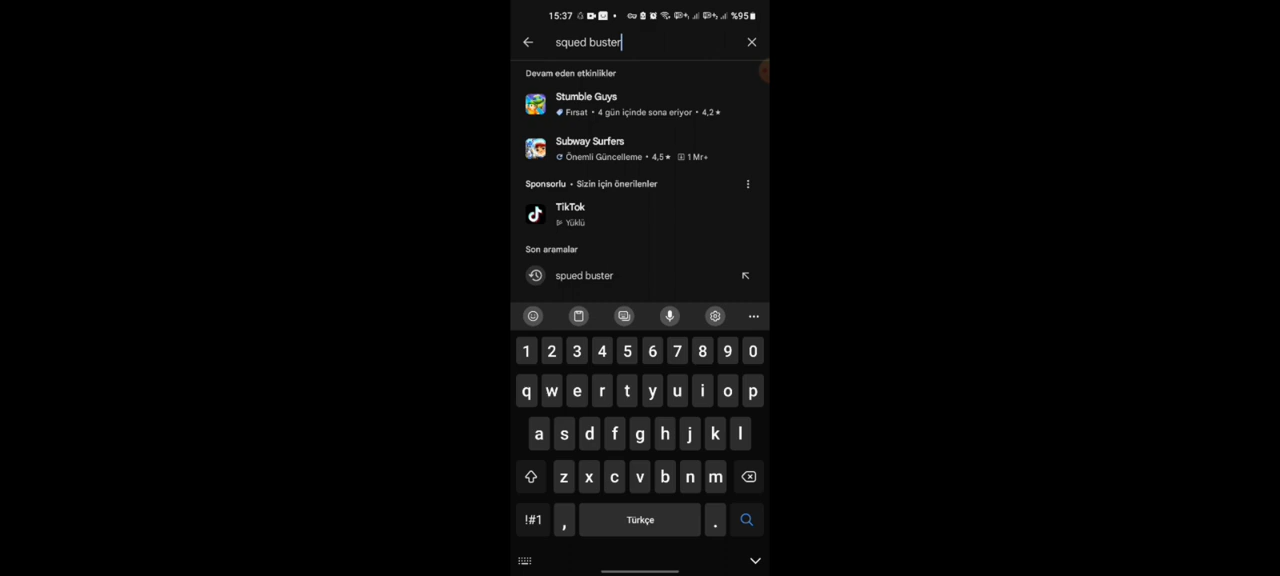 15:37 %95
squed buster
Devam eden etkinlikler
Stumble Guys
Fırsat • 4 gün içinde sona eriyor • 4,2 ★
Subway Surfers
Önemli Güncelleme • 4,5 ★ 1 Mr+
Sponsorlu • Sizin için önerilenler
TikTok
Yüklü
Son aramalar
spued buster
1 2 3 4 5 6 7 8 9 0
q w e r t y u i o p
a s d f g h j k l
z x c v b n m
!#1 , Türkçe .